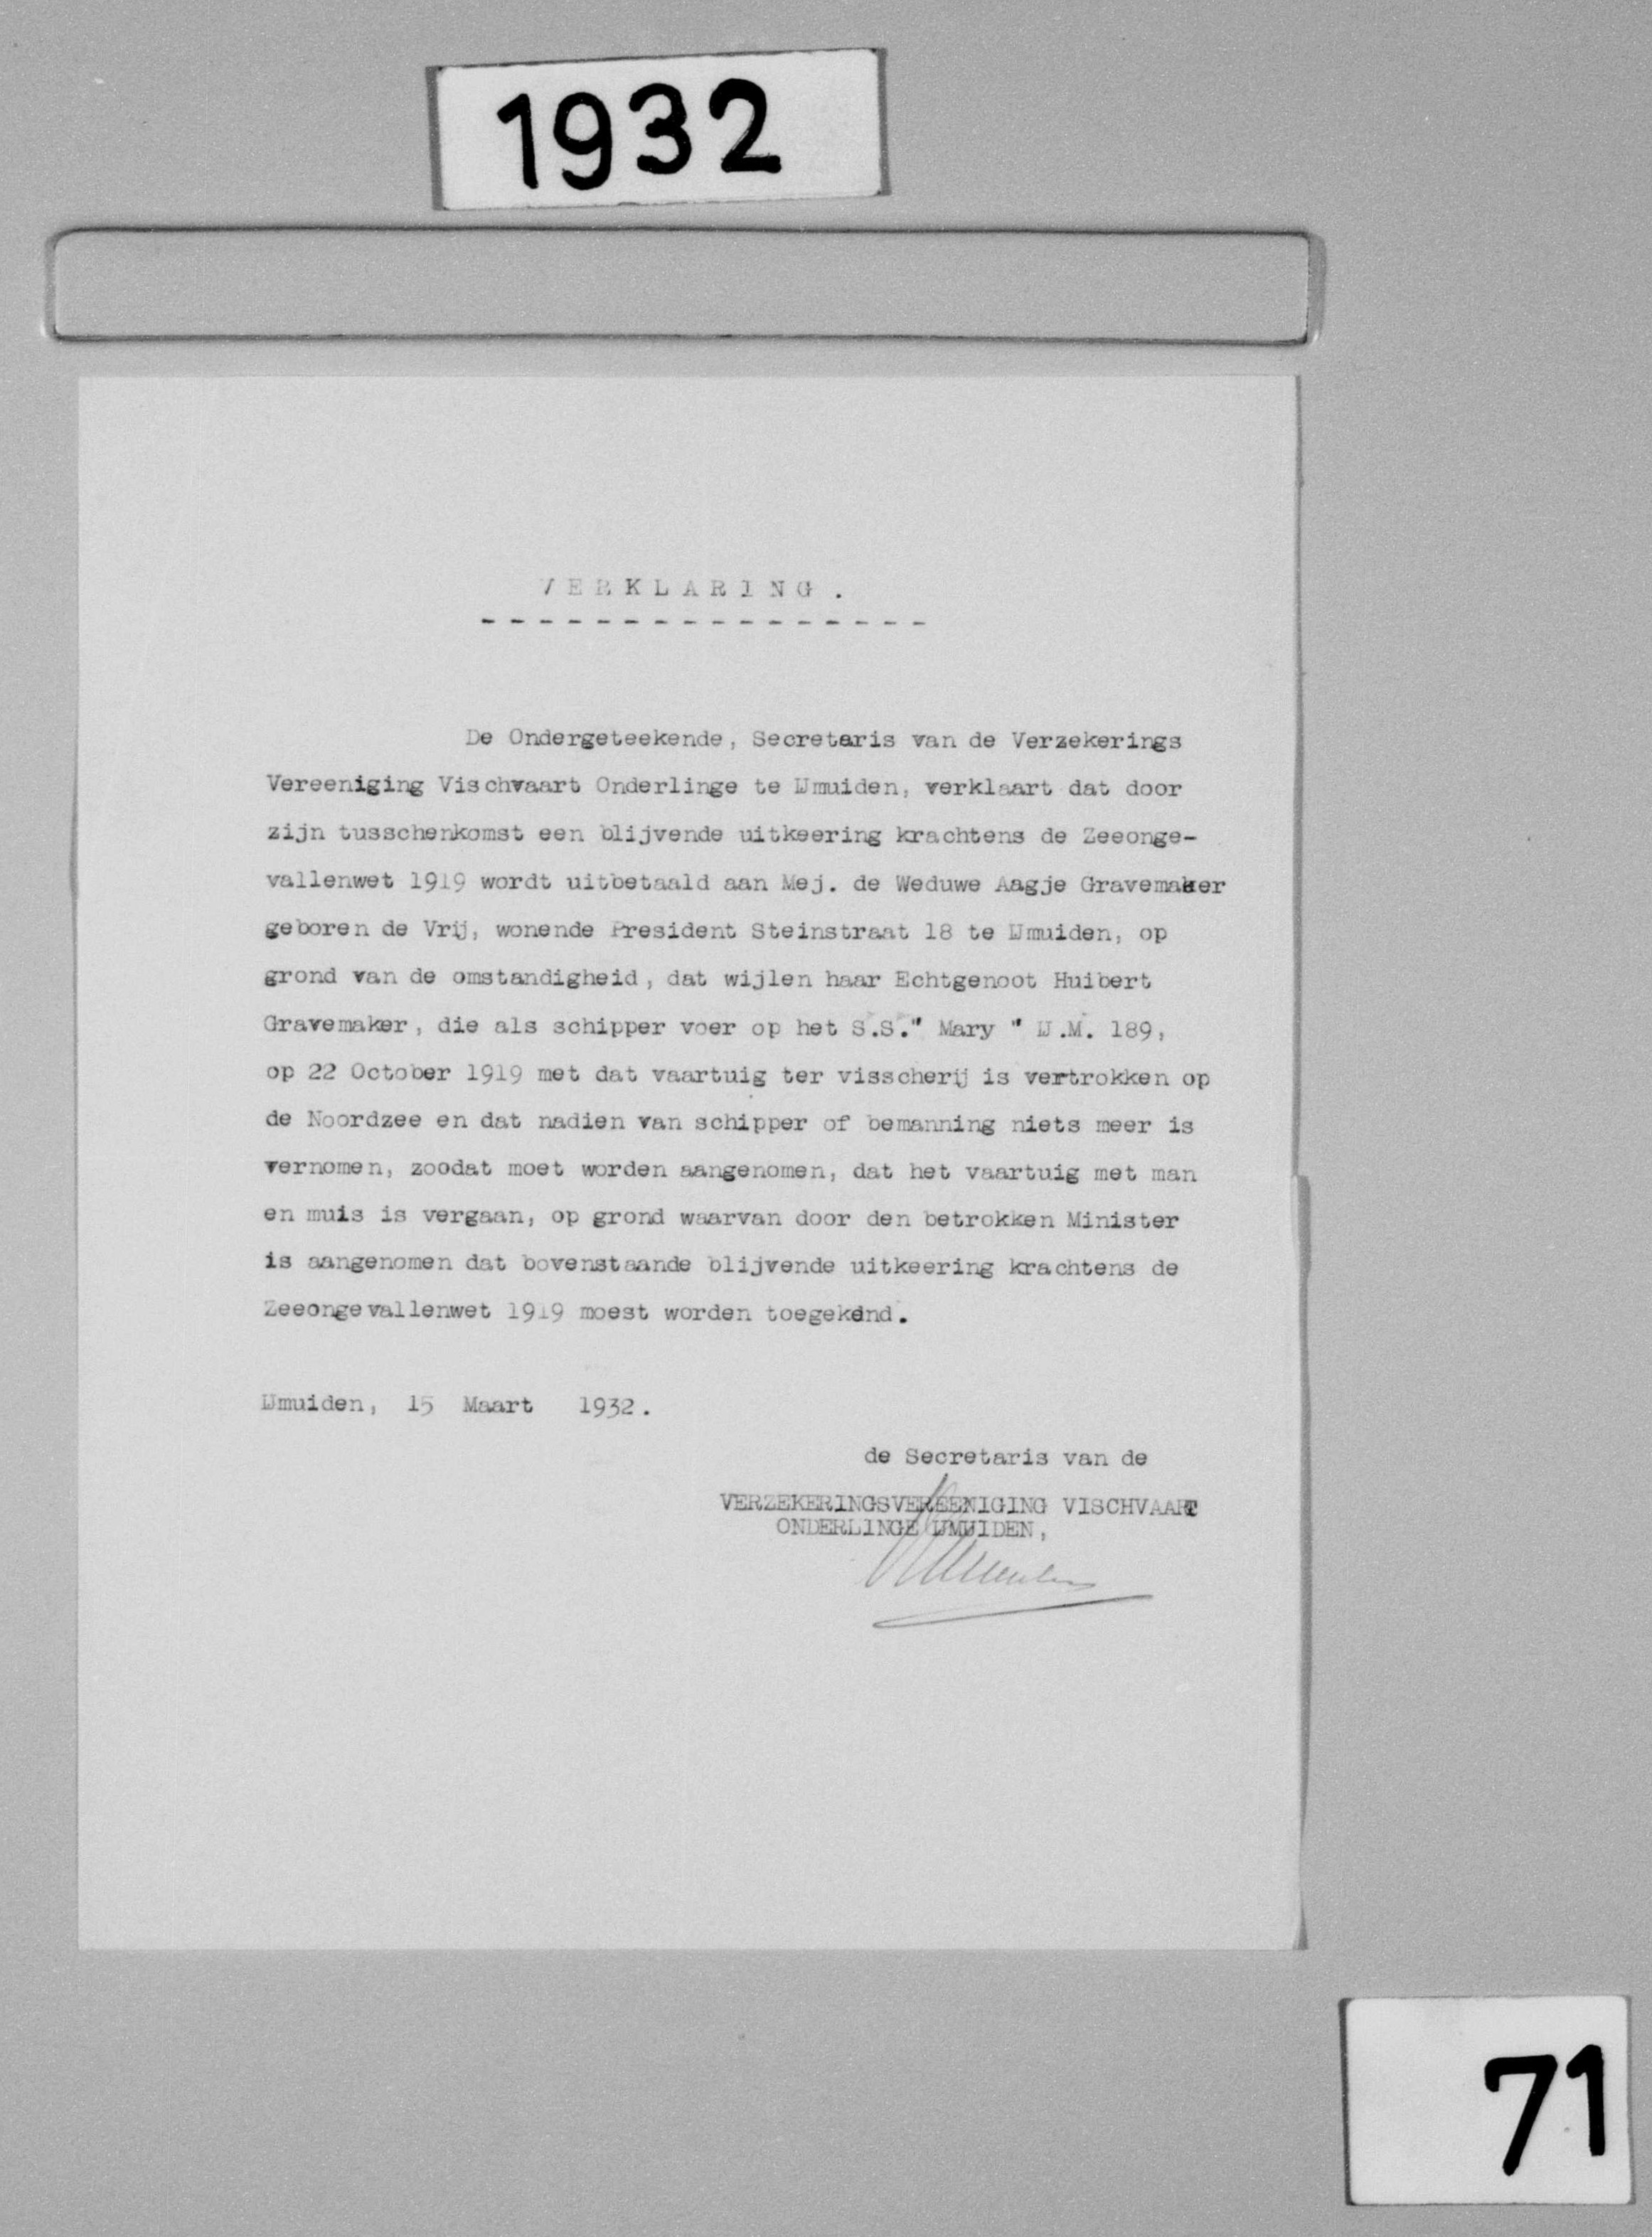 1932
VERKLARING.
- - - - - - - - - - - - - - - -
De Ondergeteekende, Secretaris van de Verzekerings
Vereeniging Vischvaart Onderlinge te IJmuiden, verklaart dat door
zijn tusschenkomst een blijvende uitkeering krachtens de Zeeonge-
vallenwet 1919 wordt uitbetaald aan Mej. de Weduwe Aagje Gravemaker
geboren de Vrij, wonende President Steinstraat 18 te IJmuiden, op
grond van de omstandigheid, dat wijlen haar Echtgenoot Huibert
Gravemaker, die als schipper voer op het S.S." Mary " IJ.M. 189,
op 22 October 1919 met dat vaartuig ter visscherij is vertrokken op
de Noordzee en dat nadien van schipper of bemanning niets meer is
vernomen, zoodat moet worden aangenomen, dat het vaartuig met man
en muis is vergaan, op grond waarvan door den betrokken Minister
is aangenomen dat bovenstaande blijvende uitkeering krachtens de
Zeeongevallenwet 1919 moest worden toegekend.
IJmuiden, 15 Maart 1932.
de Secretaris van de
VERZEKERINGSVEREENIGING VISCHVAART
ONDERLINGE IJMUIDEN,
71